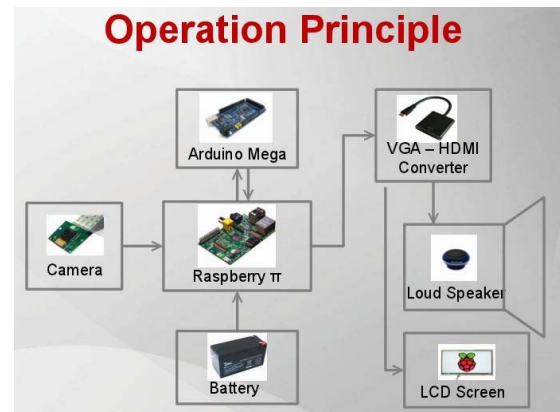 Operation Principle
Arduino Mega
VGA – HDMI
Converter
Camera
Raspberry π
Loud Speaker
Battery
LCD Screen